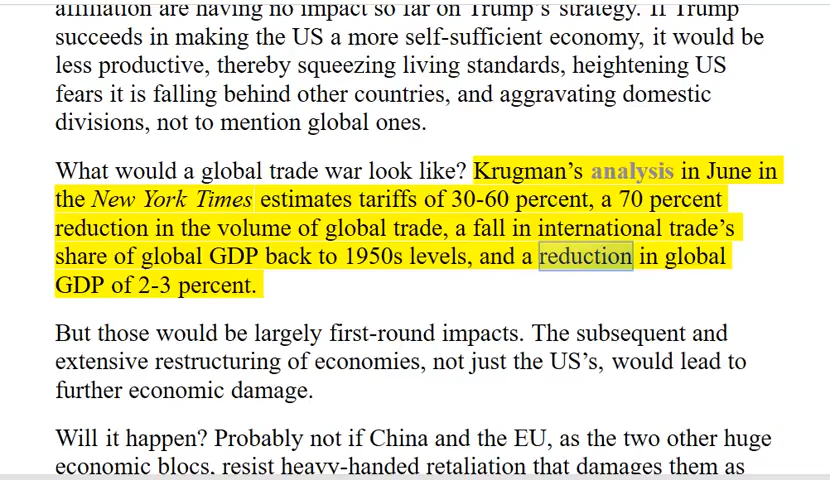 affiliation are having no impact so far on Trump's strategy. If Trump
succeeds in making the US a more self-sufficient economy, it would be
less productive, thereby squeezing living standards, heightening US
fears it is falling behind other countries, and aggravating domestic
divisions, not to mention global ones.
What would a global trade war look like? Krugman's analysis in June in
the New York Times estimates tariffs of 30-60 percent, a 70 percent
reduction in the volume of global trade, a fall in international trade's
share of global GDP back to 1950s levels, and a reduction in global
GDP of 2-3 percent.
But those would be largely first-round impacts. The subsequent and
extensive restructuring of economies, not just the US's, would lead to
further economic damage.
Will it happen? Probably not if China and the EU, as the two other huge
economic blocs, resist heavy-handed retaliation that damages them as